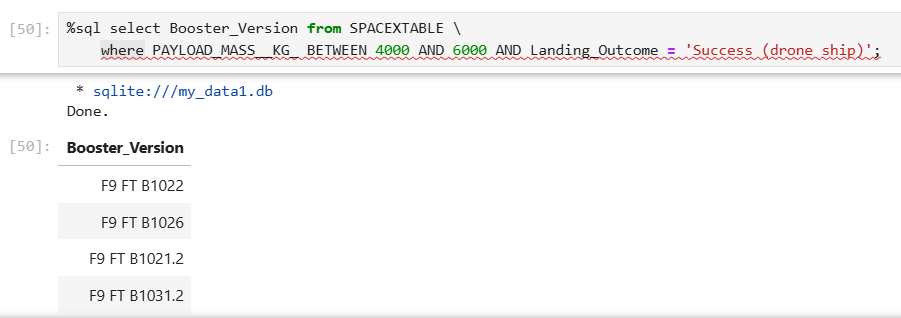 [50]: %sql select Booster_Version from SPACEXTABLE \
where PAYLOAD_MASS__KG_ BETWEEN 4000 AND 6000 AND Landing_Outcome = 'Success (drone ship)';
* sqlite:///my_data1.db
Done.
[50]: Booster_Version
F9 FT B1022
F9 FT B1026
F9 FT B1021.2
F9 FT B1031.2